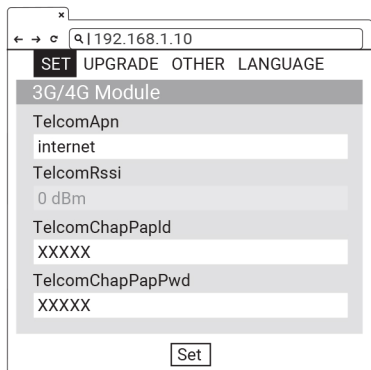 192.168.1.10
SET UPGRADE OTHER LANGUAGE
3G/4G Module
TelcomApn
internet
TelcomRssi
0 dBm
TelcomChapPapld
XXXXX
TelcomChapPapPwd
XXXXX
Set